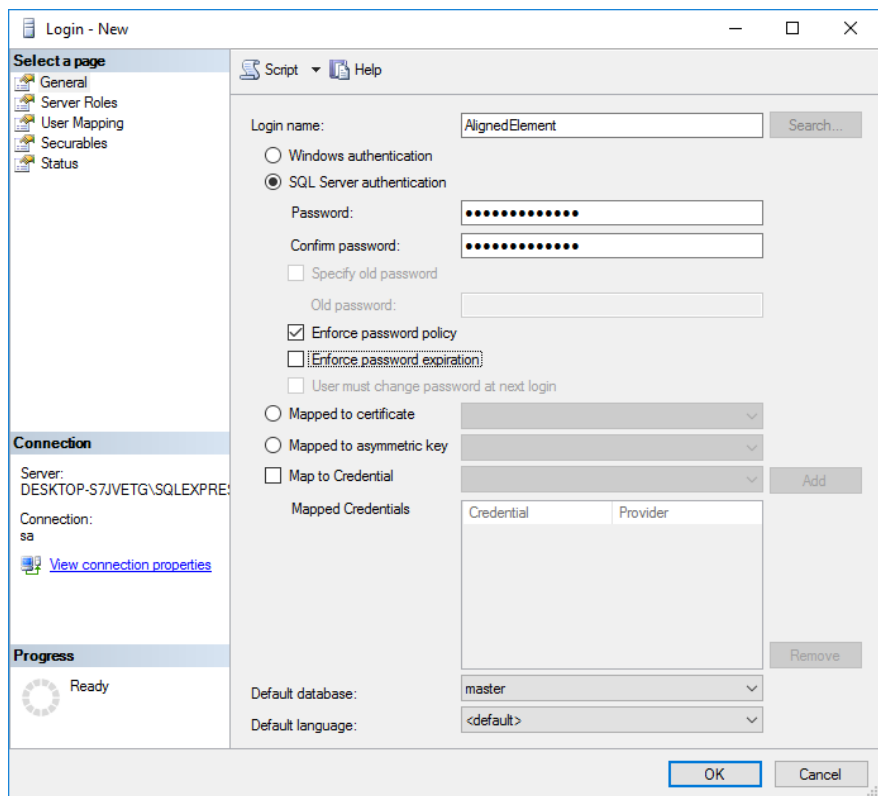 Login - New
Select a page
General
Server Roles
User Mapping
Securables
Status
Script
Help
Login name:
AlignedElement
Search...
Windows authentication
SQL Server authentication
Password:
●●●●●●●●●●●●●
Confirm password:
●●●●●●●●●●●●●
Specify old password
Old password:
Enforce password policy
Enforce password expiration
User must change password at next login
Mapped to certificate
Mapped to asymmetric key
Map to Credential
Add
Mapped Credentials
Credential
Provider
Remove
Default database:
master
Default language:
<default>
Connection
Server:
DESKTOP-S7JVETG\SQLEXPRES
Connection:
sa
View connection properties
Progress
Ready
OK
Cancel